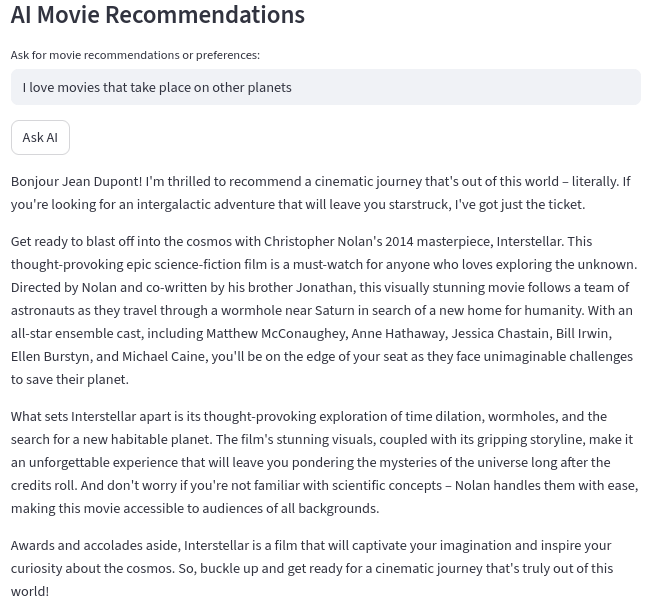 AI Movie Recommendations
Ask for movie recommendations or preferences:
I love movies that take place on other planets
Ask AI
Bonjour Jean Dupont! I'm thrilled to recommend a cinematic journey that's out of this world – literally. If
you're looking for an intergalactic adventure that will leave you starstruck, I've got just the ticket.
Get ready to blast off into the cosmos with Christopher Nolan's 2014 masterpiece, Interstellar. This
thought-provoking epic science-fiction film is a must-watch for anyone who loves exploring the unknown.
Directed by Nolan and co-written by his brother Jonathan, this visually stunning movie follows a team of
astronauts as they travel through a wormhole near Saturn in search of a new home for humanity. With an
all-star ensemble cast, including Matthew McConaughey, Anne Hathaway, Jessica Chastain, Bill Irwin,
Ellen Burstyn, and Michael Caine, you'll be on the edge of your seat as they face unimaginable challenges
to save their planet.
What sets Interstellar apart is its thought-provoking exploration of time dilation, wormholes, and the
search for a new habitable planet. The film's stunning visuals, coupled with its gripping storyline, make it
an unforgettable experience that will leave you pondering the mysteries of the universe long after the
credits roll. And don't worry if you're not familiar with scientific concepts – Nolan handles them with ease,
making this movie accessible to audiences of all backgrounds.
Awards and accolades aside, Interstellar is a film that will captivate your imagination and inspire your
curiosity about the cosmos. So, buckle up and get ready for a cinematic journey that's truly out of this
world!